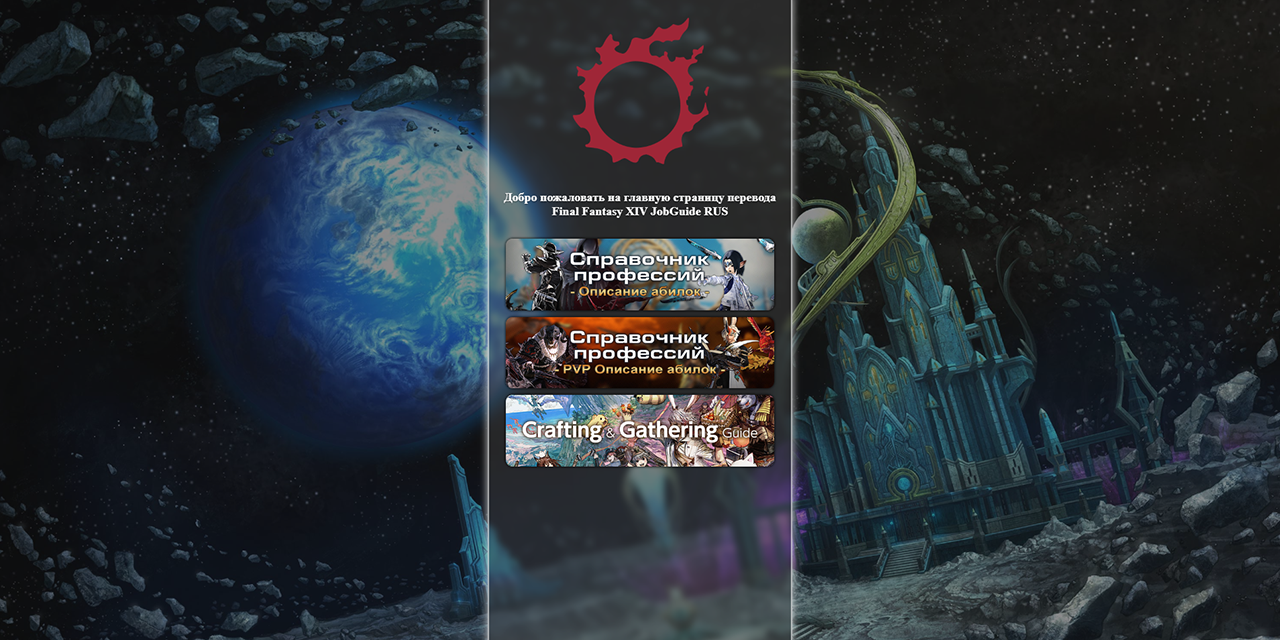 Добро пожаловать на главную страницу перевода
Final Fantasy XIV JobGuide RUS
Справочник
профессий
- Описание абилок -
Справочник
профессий
- PVP Описание абилок -
Crafting & Gathering Guide